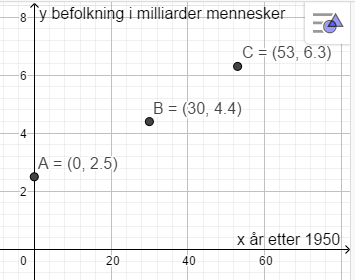 8
y befolkning i milliarder mennesker
C = (53, 6.3)
6
B = (30, 4.4)
4
A = (0, 2.5)
2
x år etter 1950
0
20
40
60